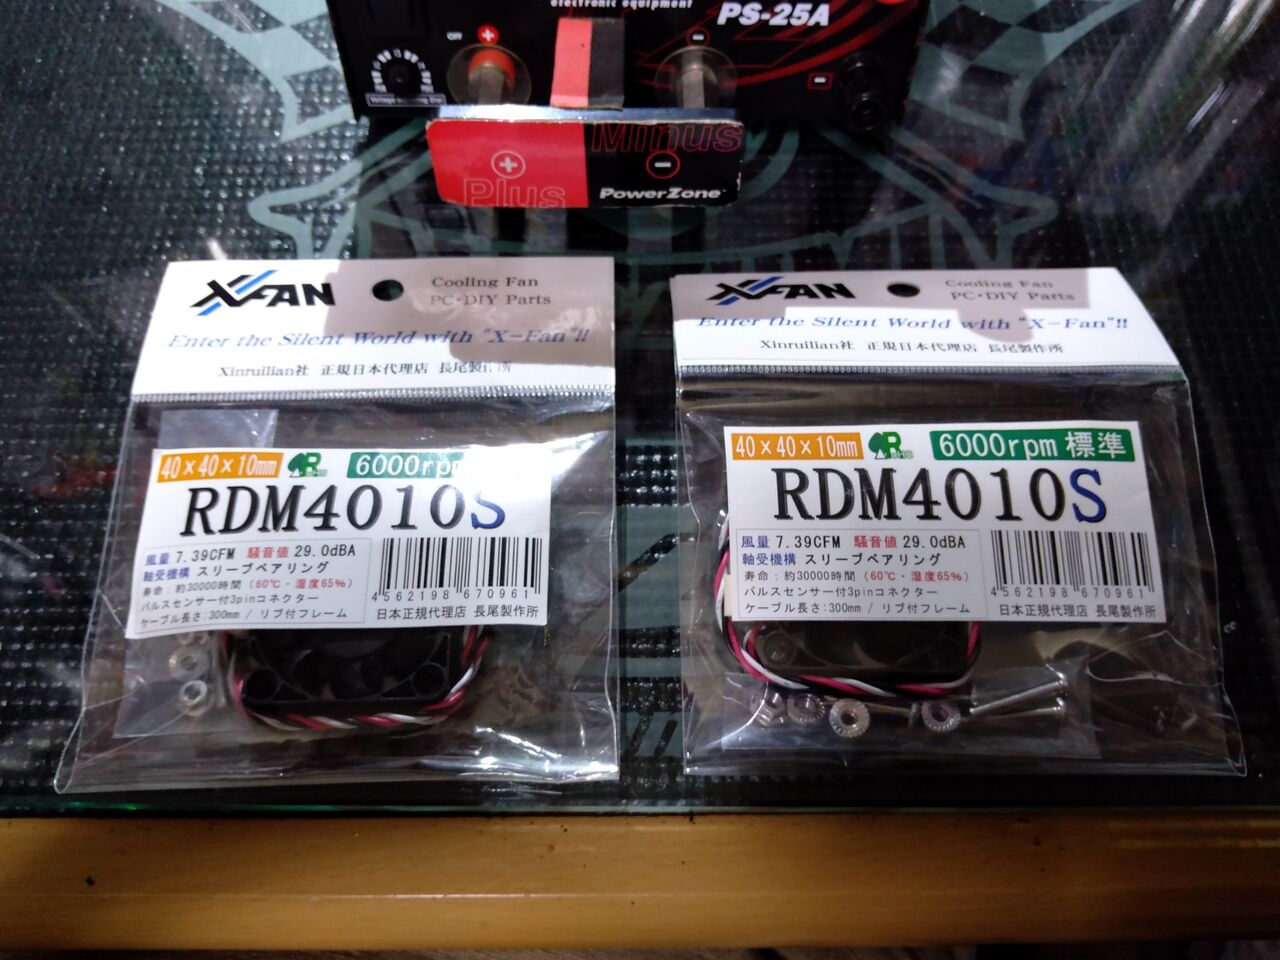 electronic equipment
PS-25A
OFF
Plus
Minus
PowerZone
X-FAN
Cooling Fan
PC・DIY Parts
Enter the Silent World with "X-Fan"!!
Xinruilian社 正規日本代理店 長尾製作所
40×40×10mm
6000rpm
RDM4010S
風量 7.39CFM 騒音値 29.0dBA
軸受機構 スリーブベアリング
寿命：約30000時間（60℃・湿度65%）
パルスセンサー付3pinコネクター
ケーブル長さ:300mm / リブ付フレーム
4 562198 670961
日本正規代理店 長尾製作所
X-FAN
Cooling Fan
PC・DIY Parts
Enter the Silent World with "X-Fan"!!
Xinruilian社 正規日本代理店 長尾製作所
40×40×10mm
6000rpm 標準
RDM4010S
風量 7.39CFM 騒音値 29.0dBA
軸受機構 スリーブベアリング
寿命：約30000時間（60℃・湿度65%）
パルスセンサー付3pinコネクター
ケーブル長さ:300mm / リブ付フレーム
4 562198 670961
日本正規代理店 長尾製作所